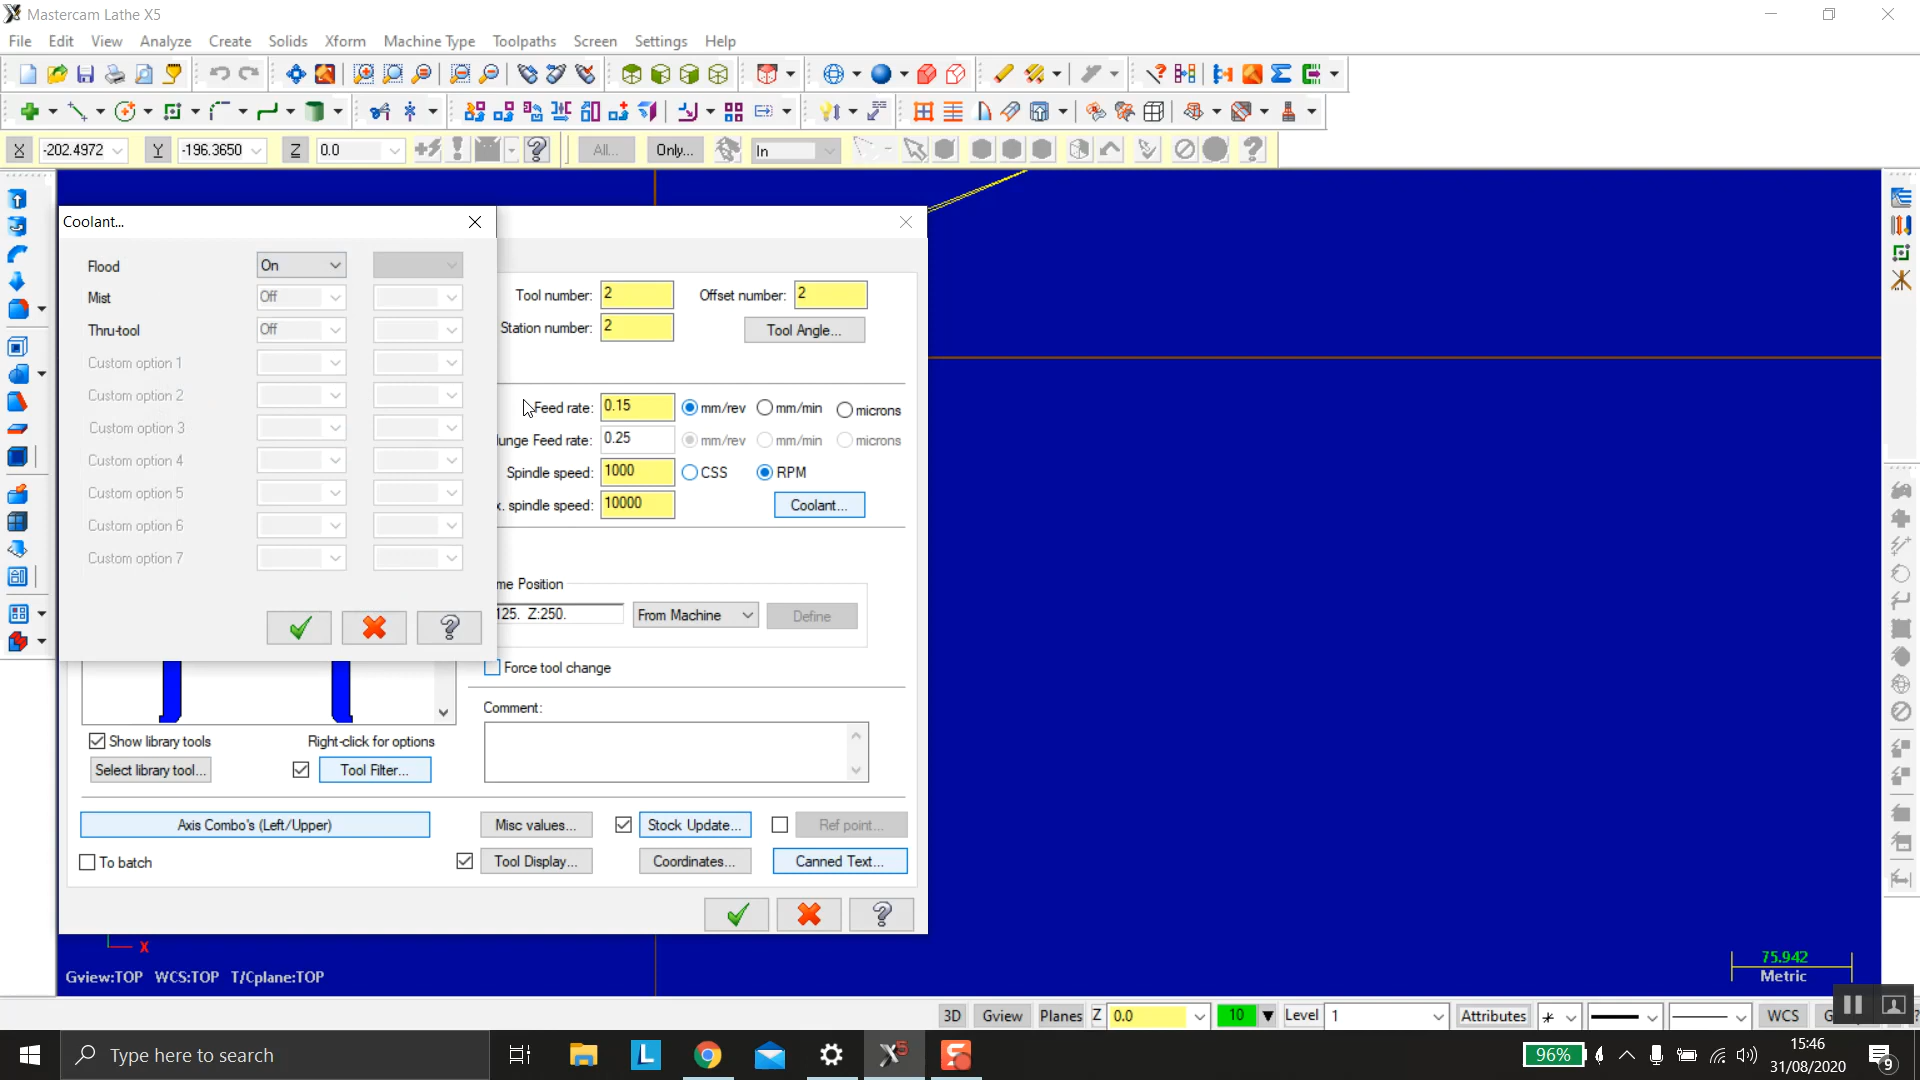 Mastercam Lathe X5
File Edit View Analyze Create Solids Xform Machine Type Toolpaths Screen Settings Help
X -202.4972 Y -196.3650 Z 0.0 All... Only... In
Coolant...
Flood On
Mist Off
Thru-tool Off
Custom option 1
Custom option 2
Custom option 3
Custom option 4
Custom option 5
Custom option 6
Custom option 7
Tool number: 2 Offset number: 2
Station number: 2 Tool Angle...
Feed rate: 0.15 mm/rev mm/min microns
unge Feed rate: 0.25 mm/rev mm/min microns
Spindle speed: 1000 CSS RPM
x. spindle speed: 10000 Coolant...
me Position
125. Z:250. From Machine Define
Force tool change
Comment:
Show library tools Right-click for options
Select library tool... Tool Filter...
Axis Combo's (Left/Upper) Misc values... Stock Update... Ref point...
To batch Tool Display... Coordinates... Canned Text...
X
Gview:TOP WCS:TOP T/Cplane:TOP
75.942
Metric
3D Gview Planes Z 0.0 10 Level 1 Attributes WCS G
Type here to search
96%
15:46
31/08/2020
9